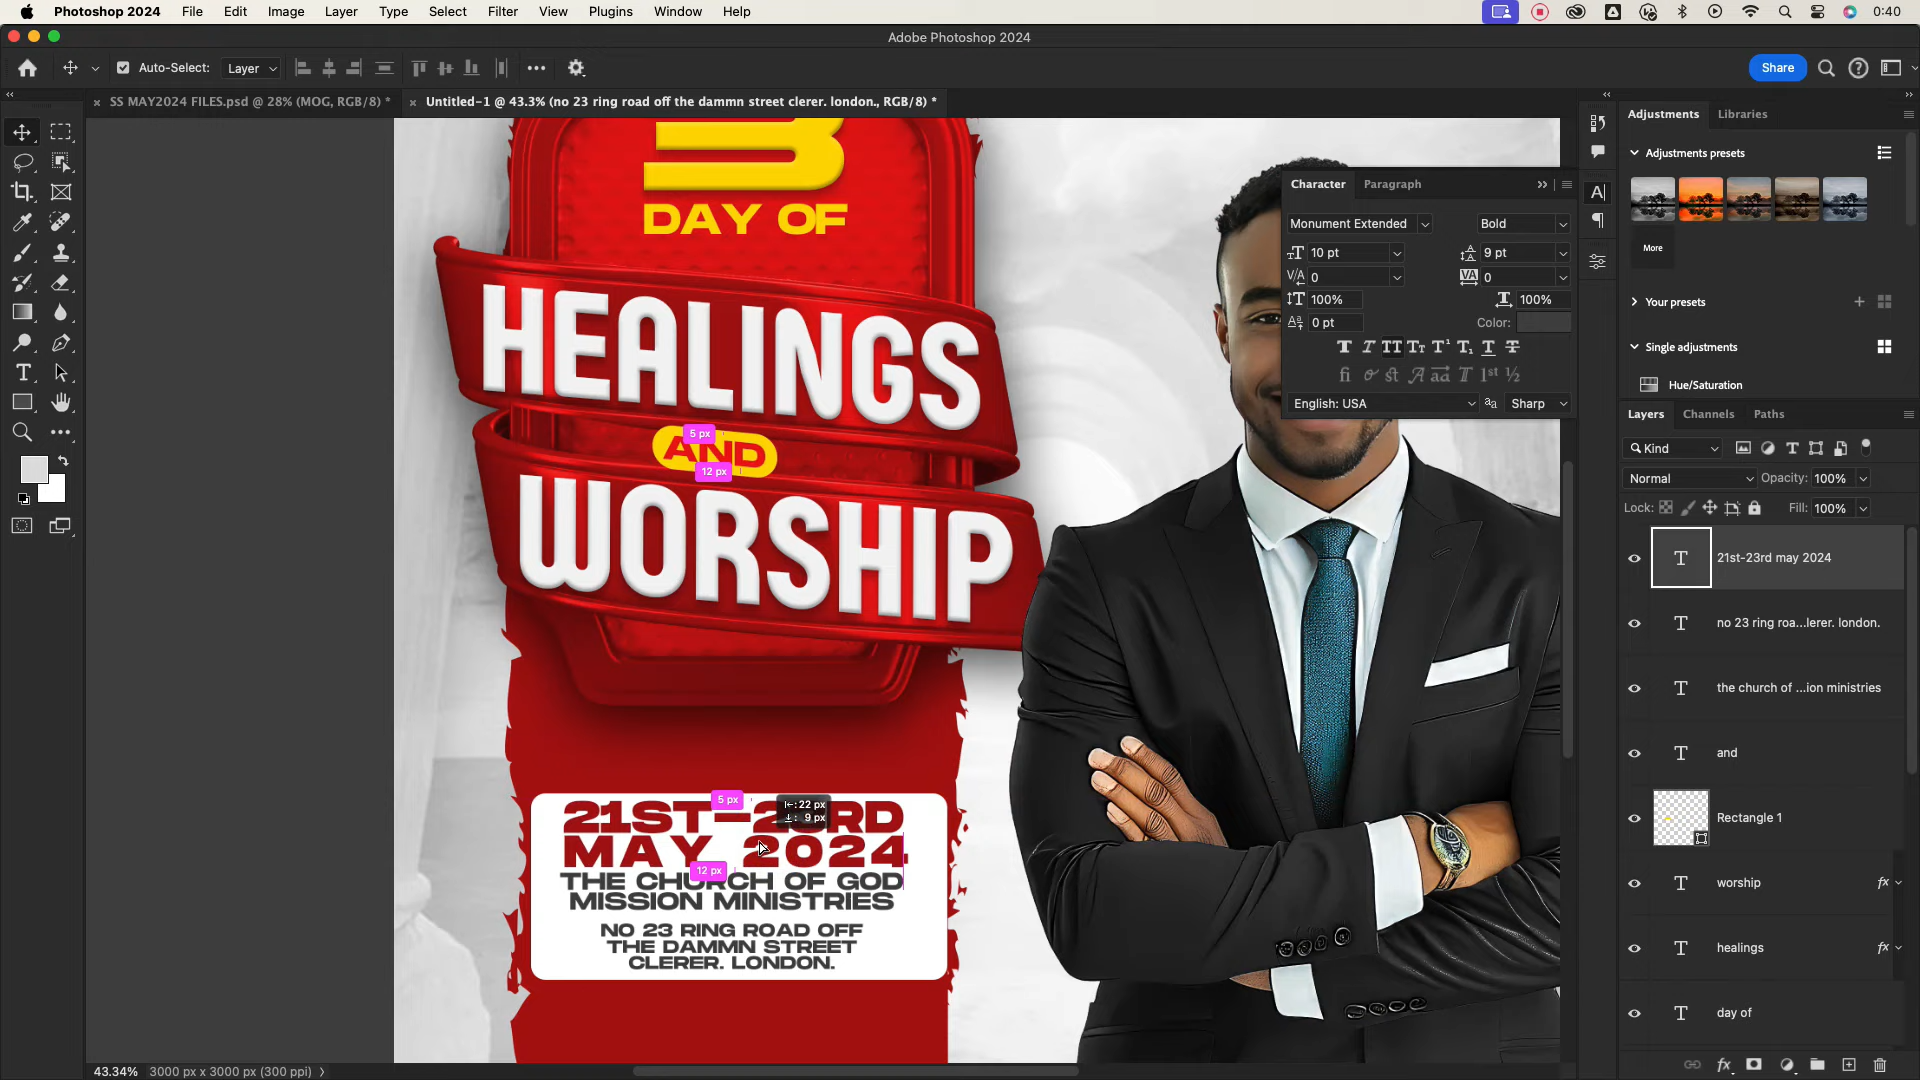 Photoshop 2024 File Edit Image Layer Type Select Filter View Plugins Window Help 0:40
Adobe Photoshop 2024
Auto-Select: Layer Share
SS MAY2024 FILES.psd @ 28% (MOG, RGB/8) *
Untitled-1 @ 43.3% (no 23 ring road off the dammn street clerer. london., RGB/8) *
3
DAY OF
HEALINGS
5 px
AND
12 px
WORSHIP
5 px
22 px
9 px
21ST-23RD
MAY 2024
12 px
THE CHURCH OF GOD
MISSION MINISTRIES
NO 23 RING ROAD OFF
THE DAMMN STREET
CLERER. LONDON.
Character Paragraph
Monument Extended Bold
10 pt 9 pt
0 0
100% 100%
0 pt Color:
English: USA Sharp
Adjustments Libraries
Adjustments presets
More
Your presets
Single adjustments
Hue/Saturation
Layers Channels Paths
Kind
Normal Opacity: 100%
Lock: Fill: 100%
21st-23rd may 2024
no 23 ring roa...lerer. london.
the church of ...ion ministries
and
Rectangle 1
worship fx
healings fx
day of
43.34% 3000 px x 3000 px (300 ppi)